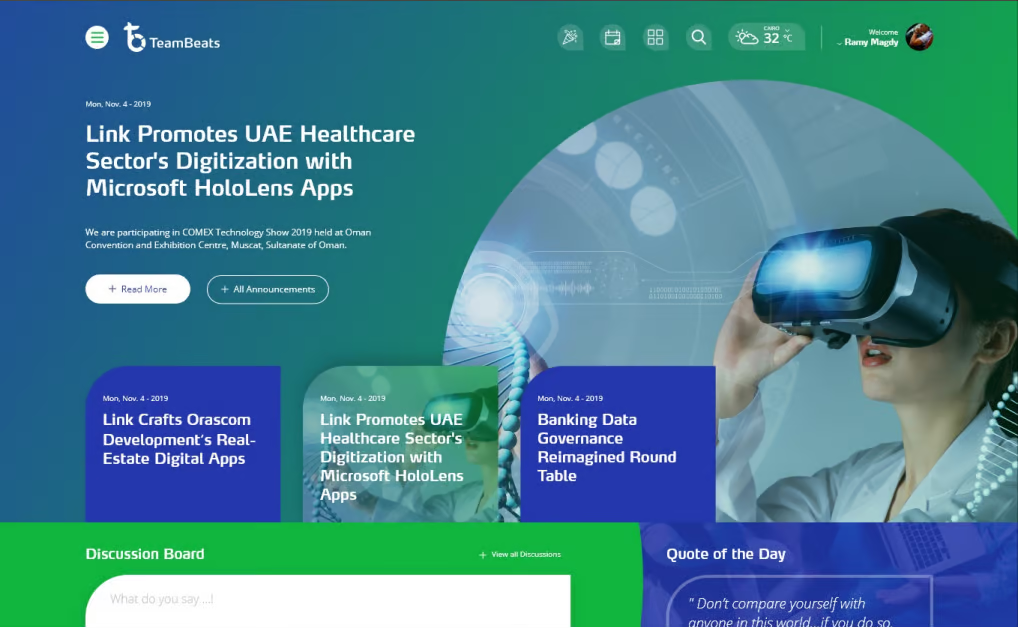 TeamBeats
CAIRO
32 °C
Welcome
Ramy Magdy
Mon, Nov. 4 - 2019
Link Promotes UAE Healthcare
Sector's Digitization with
Microsoft HoloLens Apps
We are participating in COMEX Technology Show 2019 held at Oman
Convention and Exhibition Centre, Muscat, Sultanate of Oman.
+ Read More
+ All Announcements
Mon, Nov. 4 - 2019
Link Crafts Orascom
Development's Real-
Estate Digital Apps
Mon, Nov. 4 - 2019
Link Promotes UAE
Healthcare Sector's
Digitization with
Microsoft HoloLens
Apps
Mon, Nov. 4 - 2019
Banking Data
Governance
Reimagined Round
Table
Discussion Board
+ View all Discussions
What do you say ...!
Quote of the Day
" Don't compare yourself with
anyone in this world...if you do so,